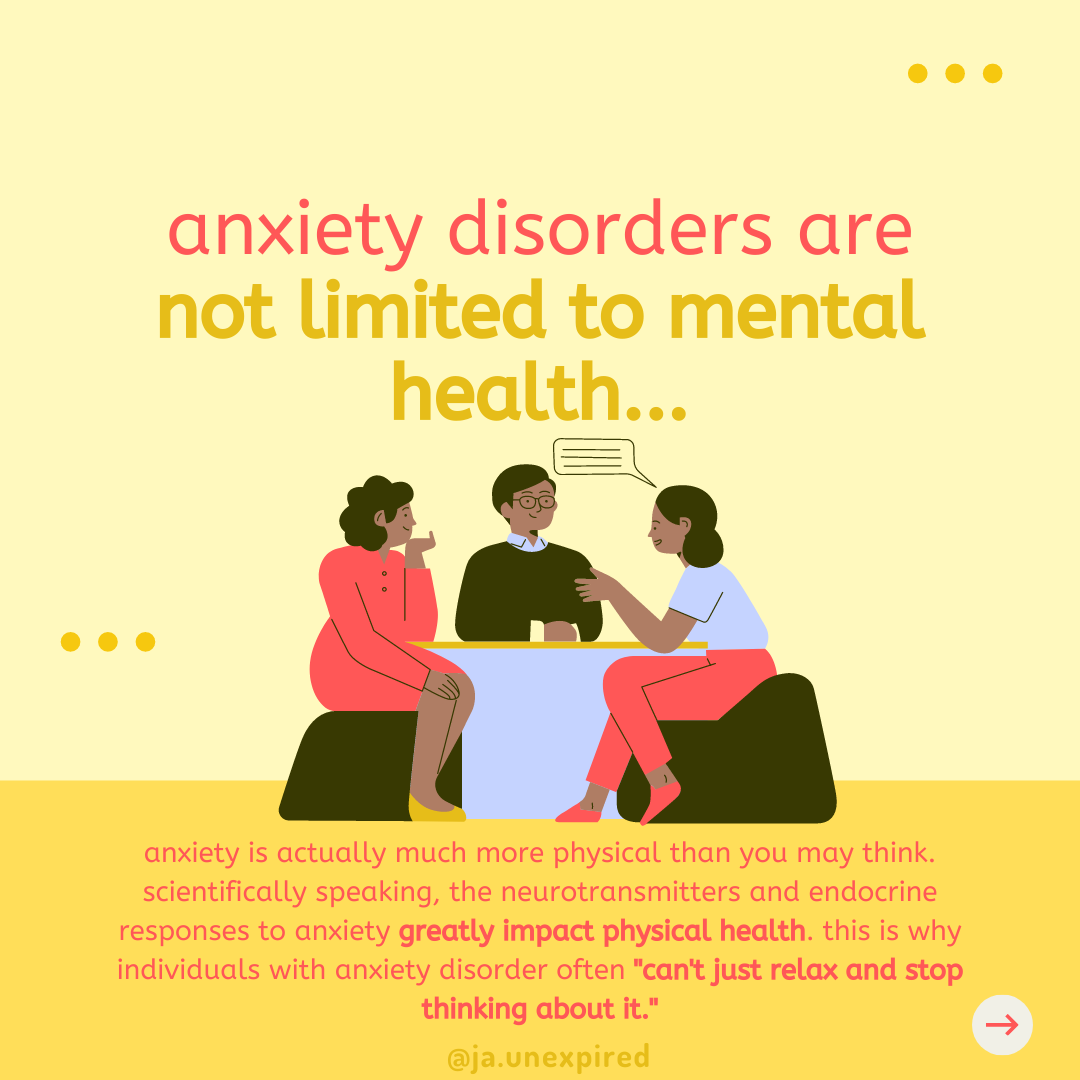 anxiety disorders are
not limited to mental
health...
anxiety is actually much more physical than you may think.
scientifically speaking, the neurotransmitters and endocrine
responses to anxiety greatly impact physical health. this is why
individuals with anxiety disorder often "can't just relax and stop
thinking about it."
@ja.unexpired